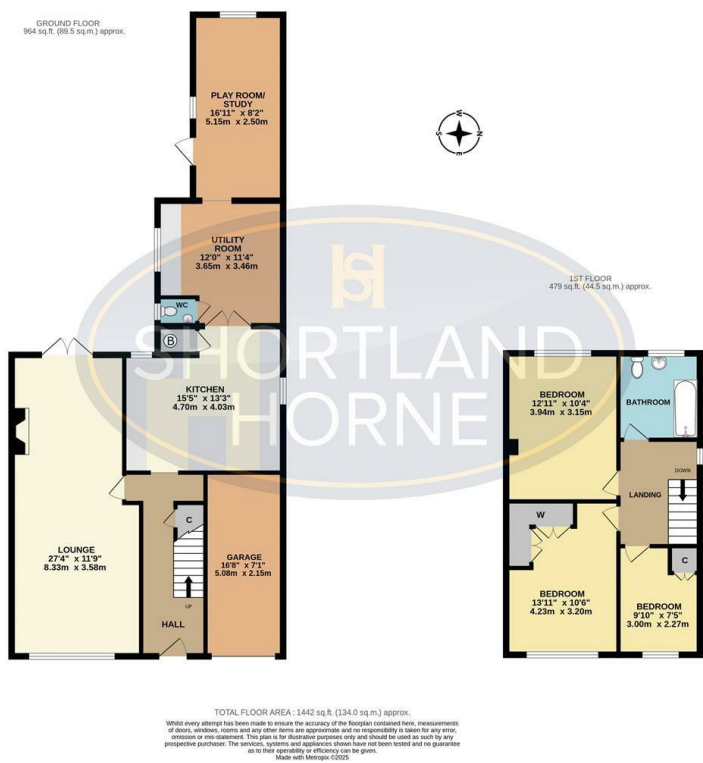 GROUND FLOOR
964 sq.ft. (89.5 sq.m.) approx.
PLAY ROOM/
STUDY
16'11" x 8'2"
5.15m x 2.50m
W
N
S
E
UTILITY
ROOM
12'0" x 11'4"
3.65m x 3.46m
WC
B
KITCHEN
15'5" x 13'3"
4.70m x 4.03m
LOUNGE
27'4" x 11'9"
8.33m x 3.58m
C
UP
HALL
GARAGE
16'8" x 7'1"
5.08m x 2.15m
SHORTLAND
HORNE
1ST FLOOR
479 sq.ft. (44.5 sq.m.) approx.
BEDROOM
12'11" x 10'4"
3.94m x 3.15m
BATHROOM
DOWN
LANDING
W
C
BEDROOM
13'11" x 10'6"
4.23m x 3.20m
BEDROOM
9'10" x 7'5"
3.00m x 2.27m
TOTAL FLOOR AREA : 1442 sq.ft. (134.0 sq.m.) approx.
Whilst every attempt has been made to ensure the accuracy of the floorplan contained here, measurements
of doors, windows, rooms and any other items are approximate and no responsibility is taken for any error,
omission or mis-statement. This plan is for illustrative purposes only and should be used as such by any
prospective purchaser. The services, systems and appliances shown have not been tested and no guarantee
as to their operability or efficiency can be given.
Made with Metropix ©2025